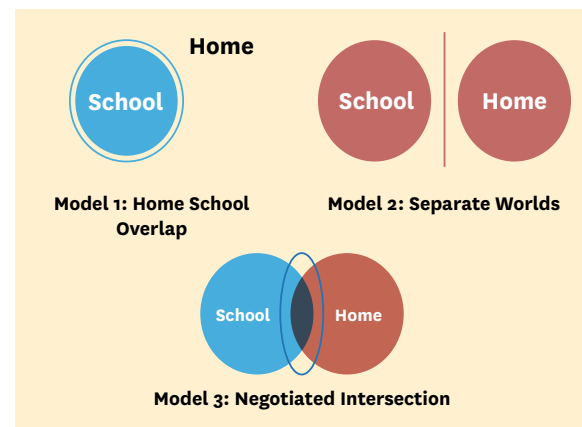 Home
School
School
Home
Model 1: Home School
Overlap
Model 2: Separate Worlds
School
Home
Model 3: Negotiated Intersection